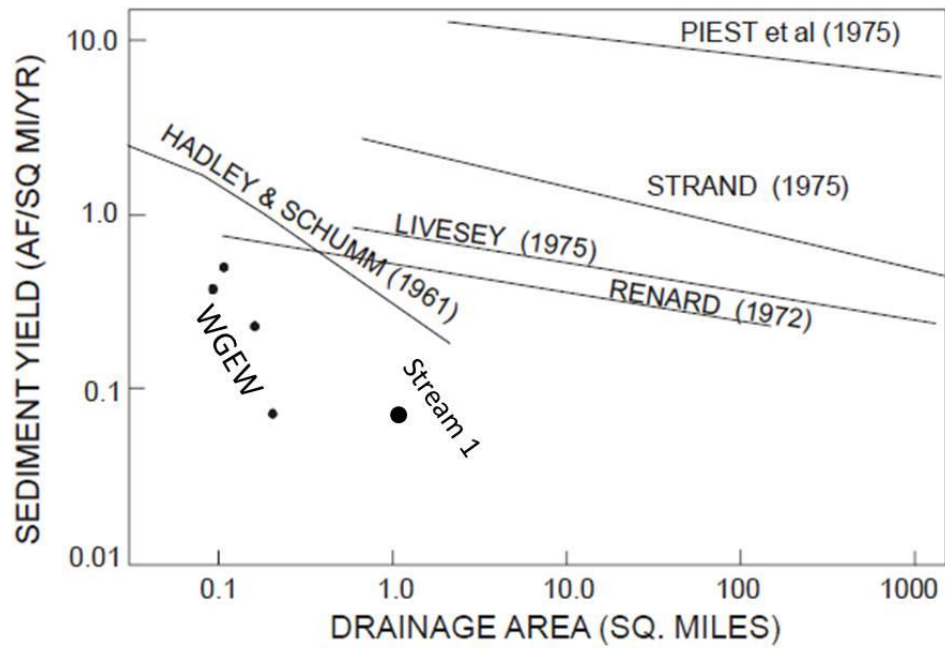 SEDIMENT YIELD (AF/SQ MI/YR)
10.0
1.0
0.1
0.01
PIEST et al (1975)
HADLEY & SCHUMM (1961)
STRAND (1975)
LIVESEY (1975)
RENARD (1972)
WGEW
Stream 1
0.1
1.0
10.0
100
1000
DRAINAGE AREA (SQ. MILES)